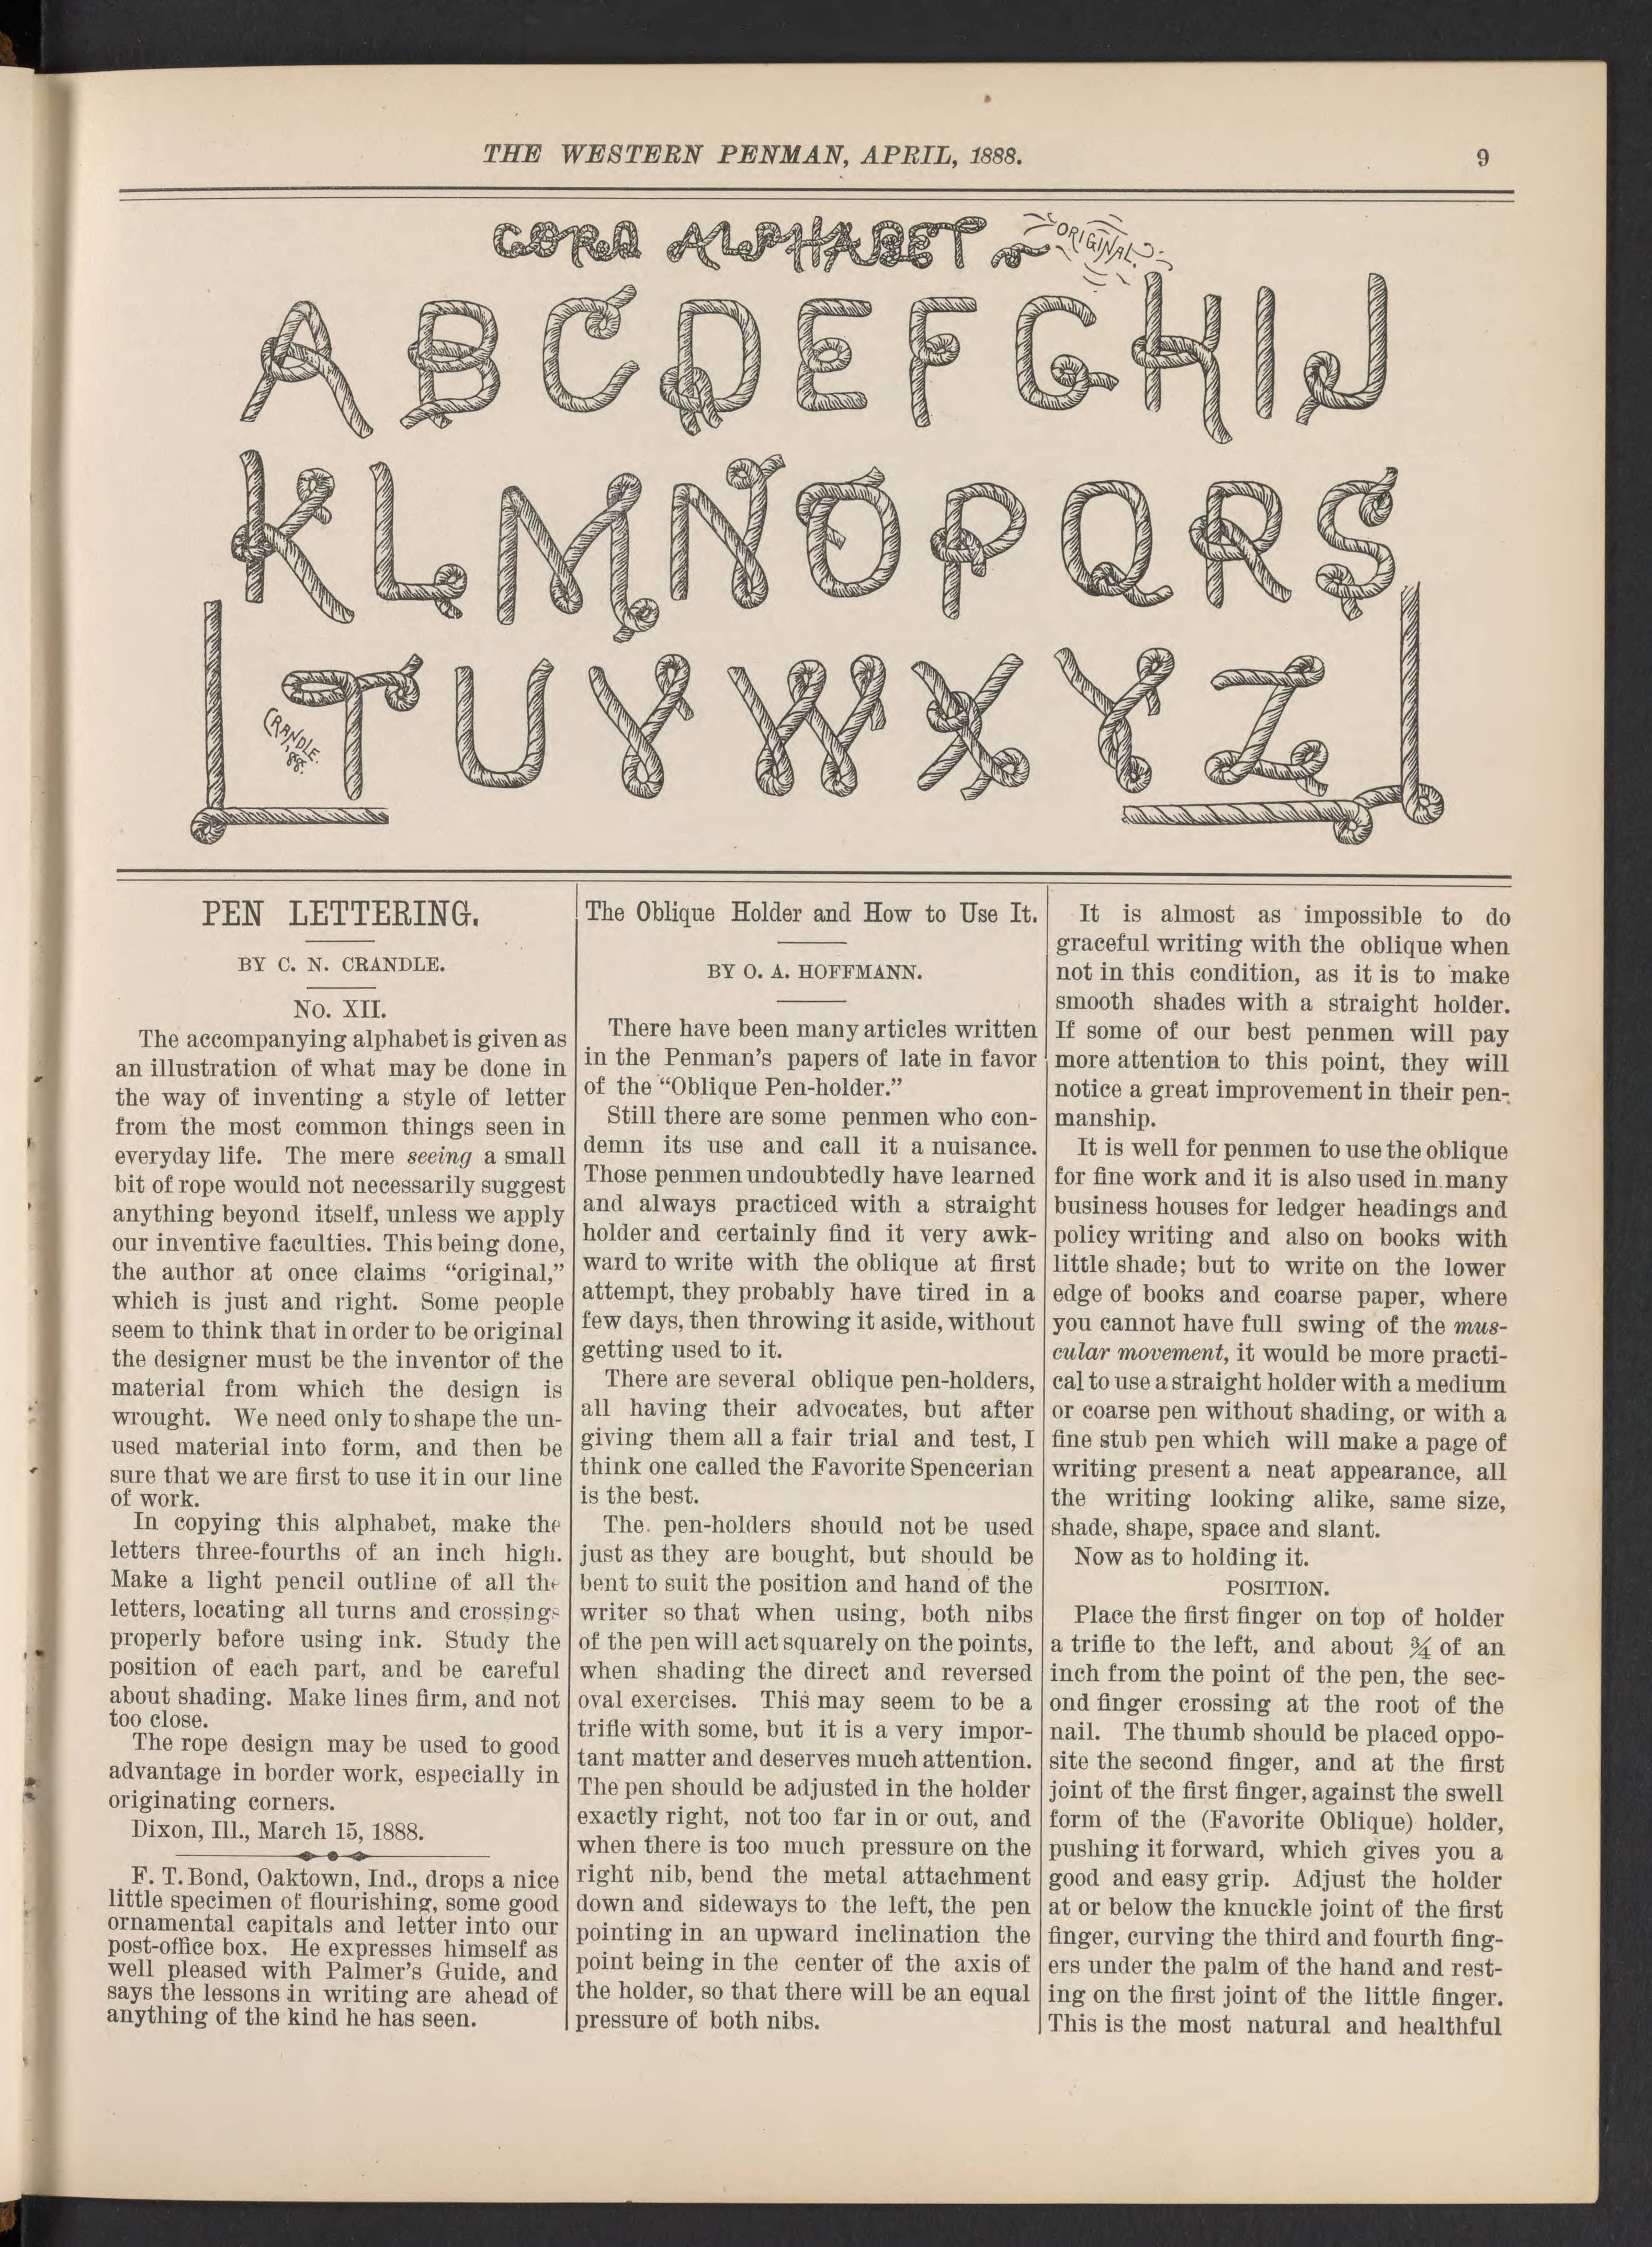 THE WESTERN PENMAN, APRIL, 1888.
9
CORD ALPHABET
ORIGINAL.
A B C D E F G H I J
K L M N O P Q R S
T U V W X Y Z
CRANDLE.
'88.
PEN LETTERING.
BY C. N. CRANDLE.
No. XII.
The accompanying alphabet is given as
an illustration of what may be done in
the way of inventing a style of letter
from the most common things seen in
everyday life. The mere seeing a small
bit of rope would not necessarily suggest
anything beyond itself, unless we apply
our inventive faculties. This being done,
the author at once claims “original,”
which is just and right. Some people
seem to think that in order to be original
the designer must be the inventor of the
material from which the design is
wrought. We need only to shape the un-
used material into form, and then be
sure that we are first to use it in our line
of work.
In copying this alphabet, make the
letters three-fourths of an inch high.
Make a light pencil outline of all the
letters, locating all turns and crossings
properly before using ink. Study the
position of each part, and be careful
about shading. Make lines firm, and not
too close.
The rope design may be used to good
advantage in border work, especially in
originating corners.
Dixon, Ill., March 15, 1888.
F. T. Bond, Oaktown, Ind., drops a nice
little specimen of flourishing, some good
ornamental capitals and letter into our
post-office box. He expresses himself as
well pleased with Palmer's Guide, and
says the lessons in writing are ahead of
anything of the kind he has seen.
The Oblique Holder and How to Use It.
BY O. A. HOFFMANN.
There have been many articles written
in the Penman's papers of late in favor
of the “Oblique Pen-holder.”
Still there are some penmen who con-
demn its use and call it a nuisance.
Those penmen undoubtedly have learned
and always practiced with a straight
holder and certainly find it very awk-
ward to write with the oblique at first
attempt, they probably have tired in a
few days, then throwing it aside, without
getting used to it.
There are several oblique pen-holders,
all having their advocates, but after
giving them all a fair trial and test, I
think one called the Favorite Spencerian
is the best.
The. pen-holders should not be used
just as they are bought, but should be
bent to suit the position and hand of the
writer so that when using, both nibs
of the pen will act squarely on the points,
when shading the direct and reversed
oval exercises. This may seem to be a
trifle with some, but it is a very impor-
tant matter and deserves much attention.
The pen should be adjusted in the holder
exactly right, not too far in or out, and
when there is too much pressure on the
right nib, bend the metal attachment
down and sideways to the left, the pen
pointing in an upward inclination the
point being in the center of the axis of
the holder, so that there will be an equal
pressure of both nibs.
It is almost as impossible to do
graceful writing with the oblique when
not in this condition, as it is to make
smooth shades with a straight holder.
If some of our best penmen will pay
more attention to this point, they will
notice a great improvement in their pen-
manship.
It is well for penmen to use the oblique
for fine work and it is also used in many
business houses for ledger headings and
policy writing and also on books with
little shade; but to write on the lower
edge of books and coarse paper, where
you cannot have full swing of the mus-
cular movement, it would be more practi-
cal to use a straight holder with a medium
or coarse pen without shading, or with a
fine stub pen which will make a page of
writing present a neat appearance, all
the writing looking alike, same size,
shade, shape, space and slant.
Now as to holding it.
POSITION.
Place the first finger on top of holder
a trifle to the left, and about ¾ of an
inch from the point of the pen, the sec-
ond finger crossing at the root of the
nail. The thumb should be placed oppo-
site the second finger, and at the first
joint of the first finger, against the swell
form of the (Favorite Oblique) holder,
pushing it forward, which gives you a
good and easy grip. Adjust the holder
at or below the knuckle joint of the first
finger, curving the third and fourth fing-
ers under the palm of the hand and rest-
ing on the first joint of the little finger.
This is the most natural and healthful